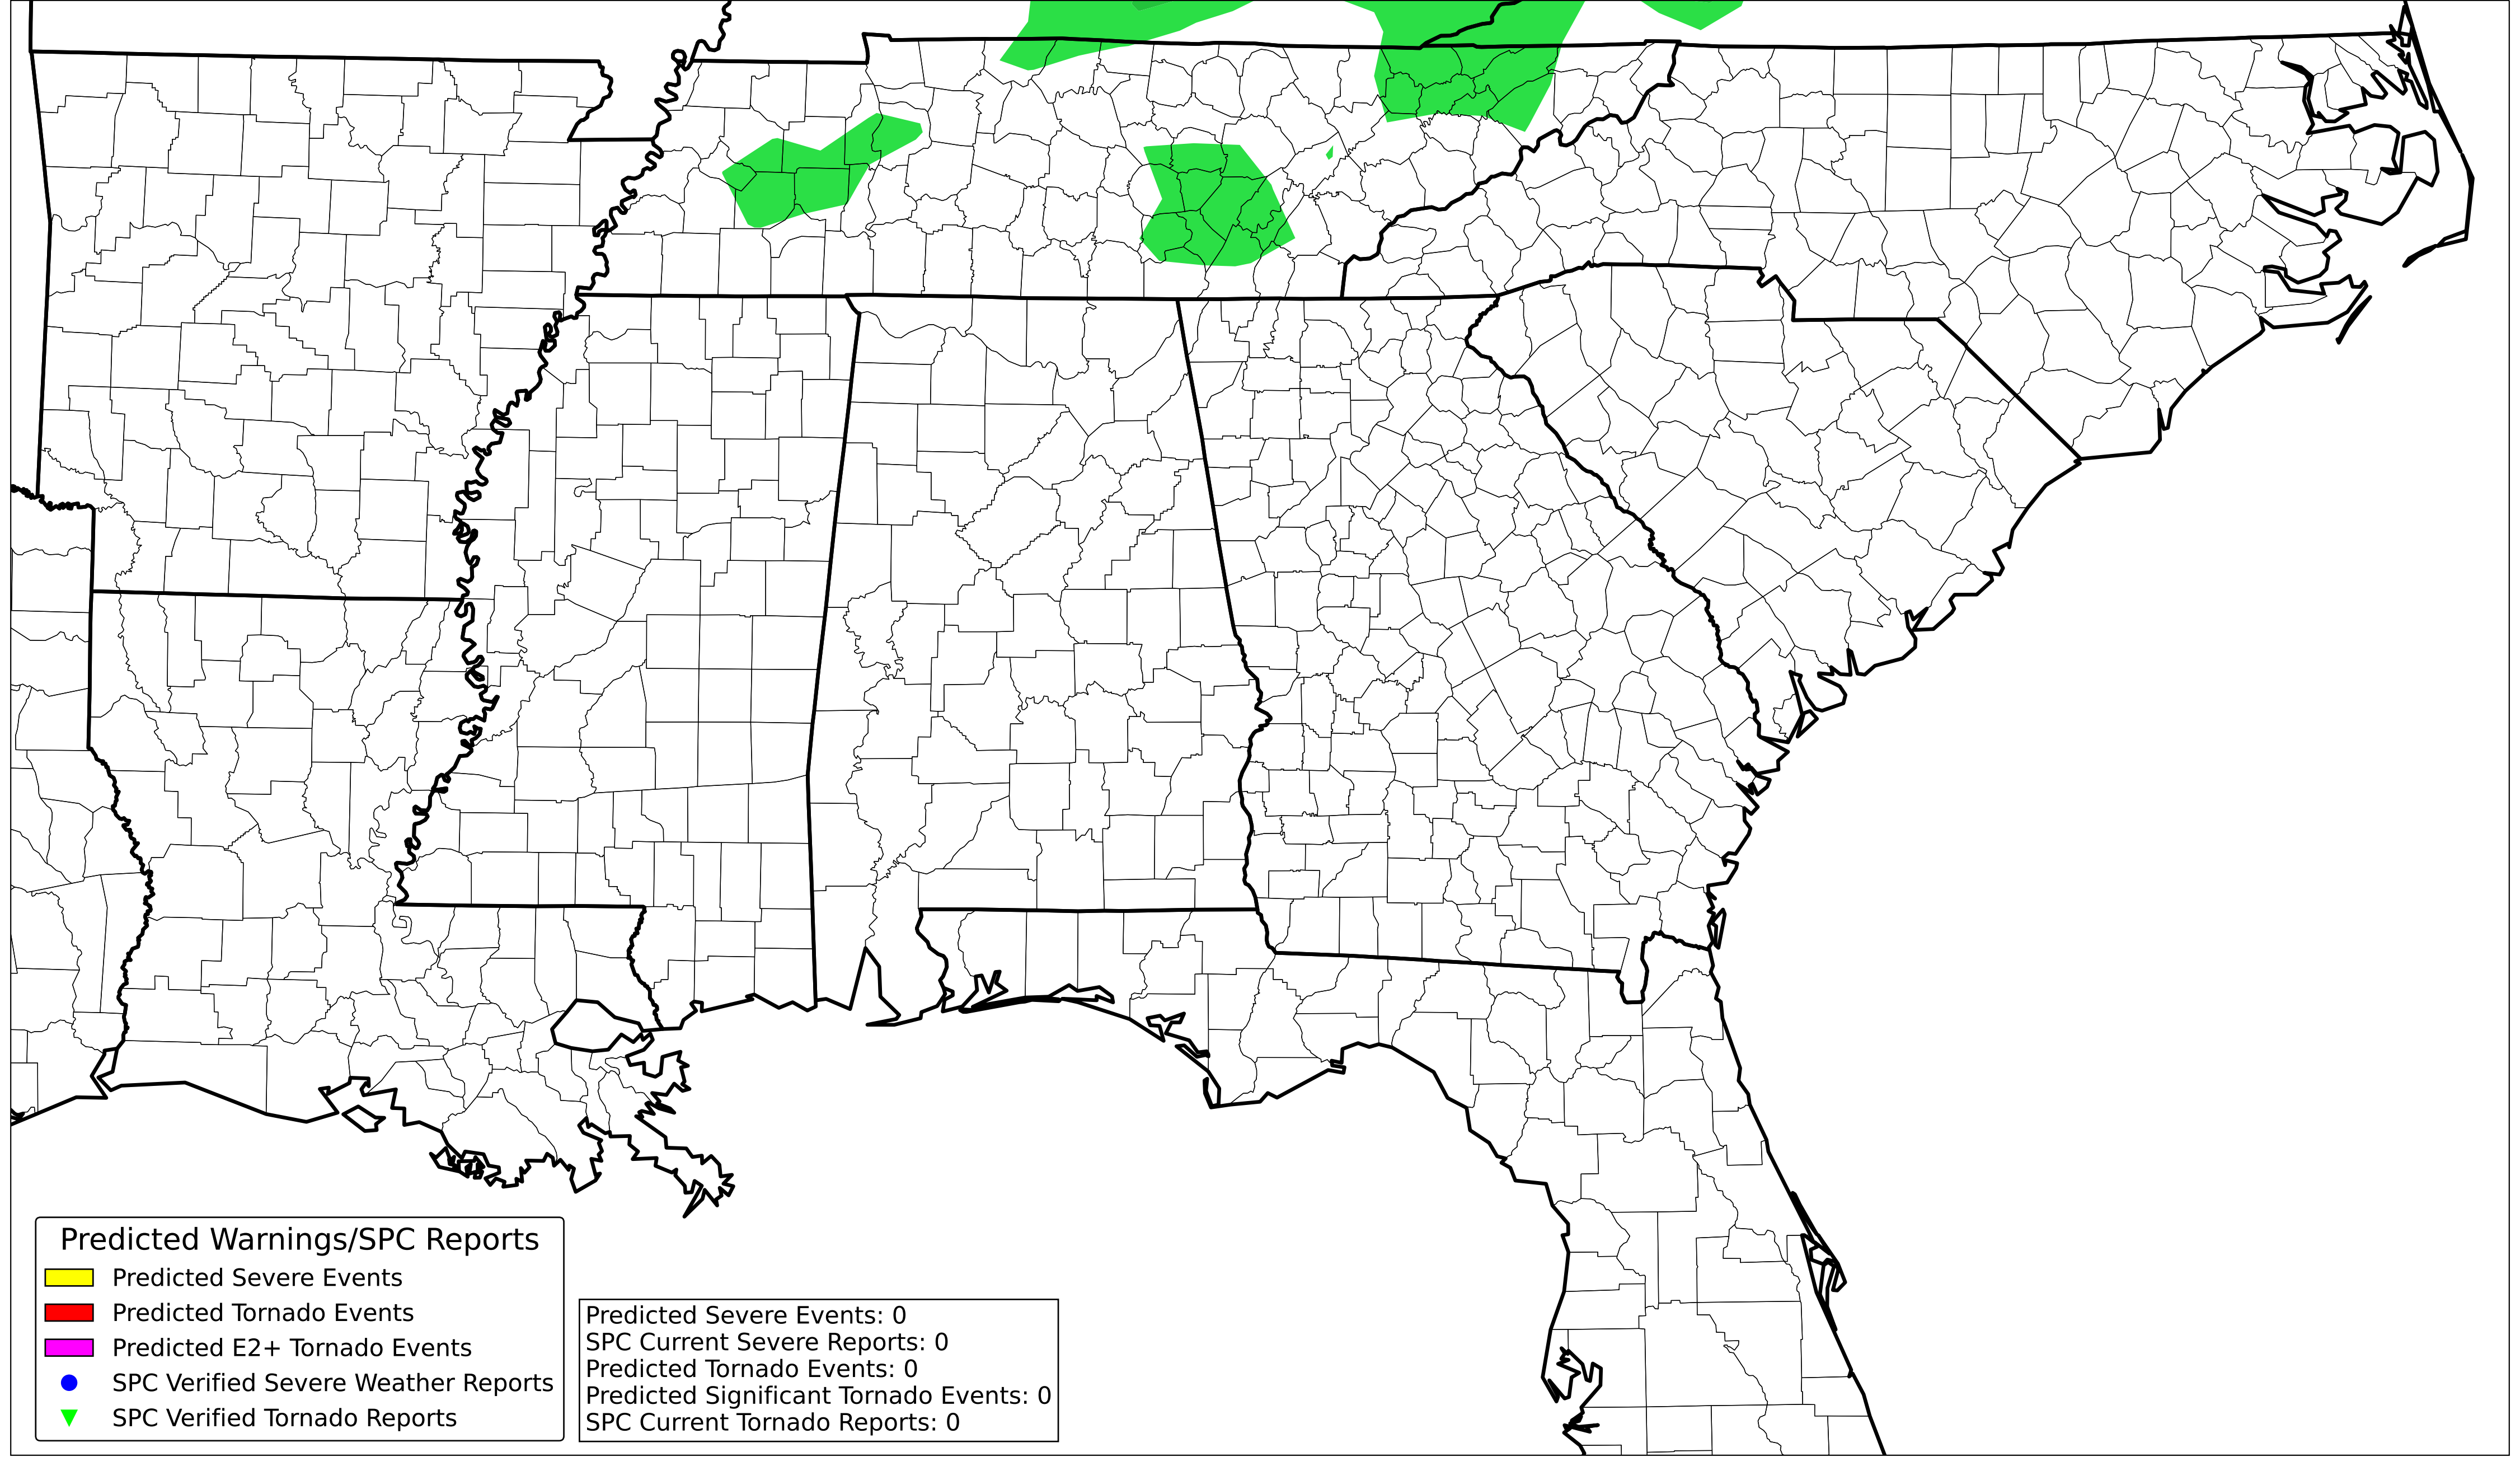 Predicted Warnings/SPC Reports
Predicted Severe Events
Predicted Tornado Events
Predicted E2+ Tornado Events
SPC Verified Severe Weather Reports
SPC Verified Tornado Reports
Predicted Severe Events: 0
SPC Current Severe Reports: 0
Predicted Tornado Events: 0
Predicted Significant Tornado Events: 0
SPC Current Tornado Reports: 0